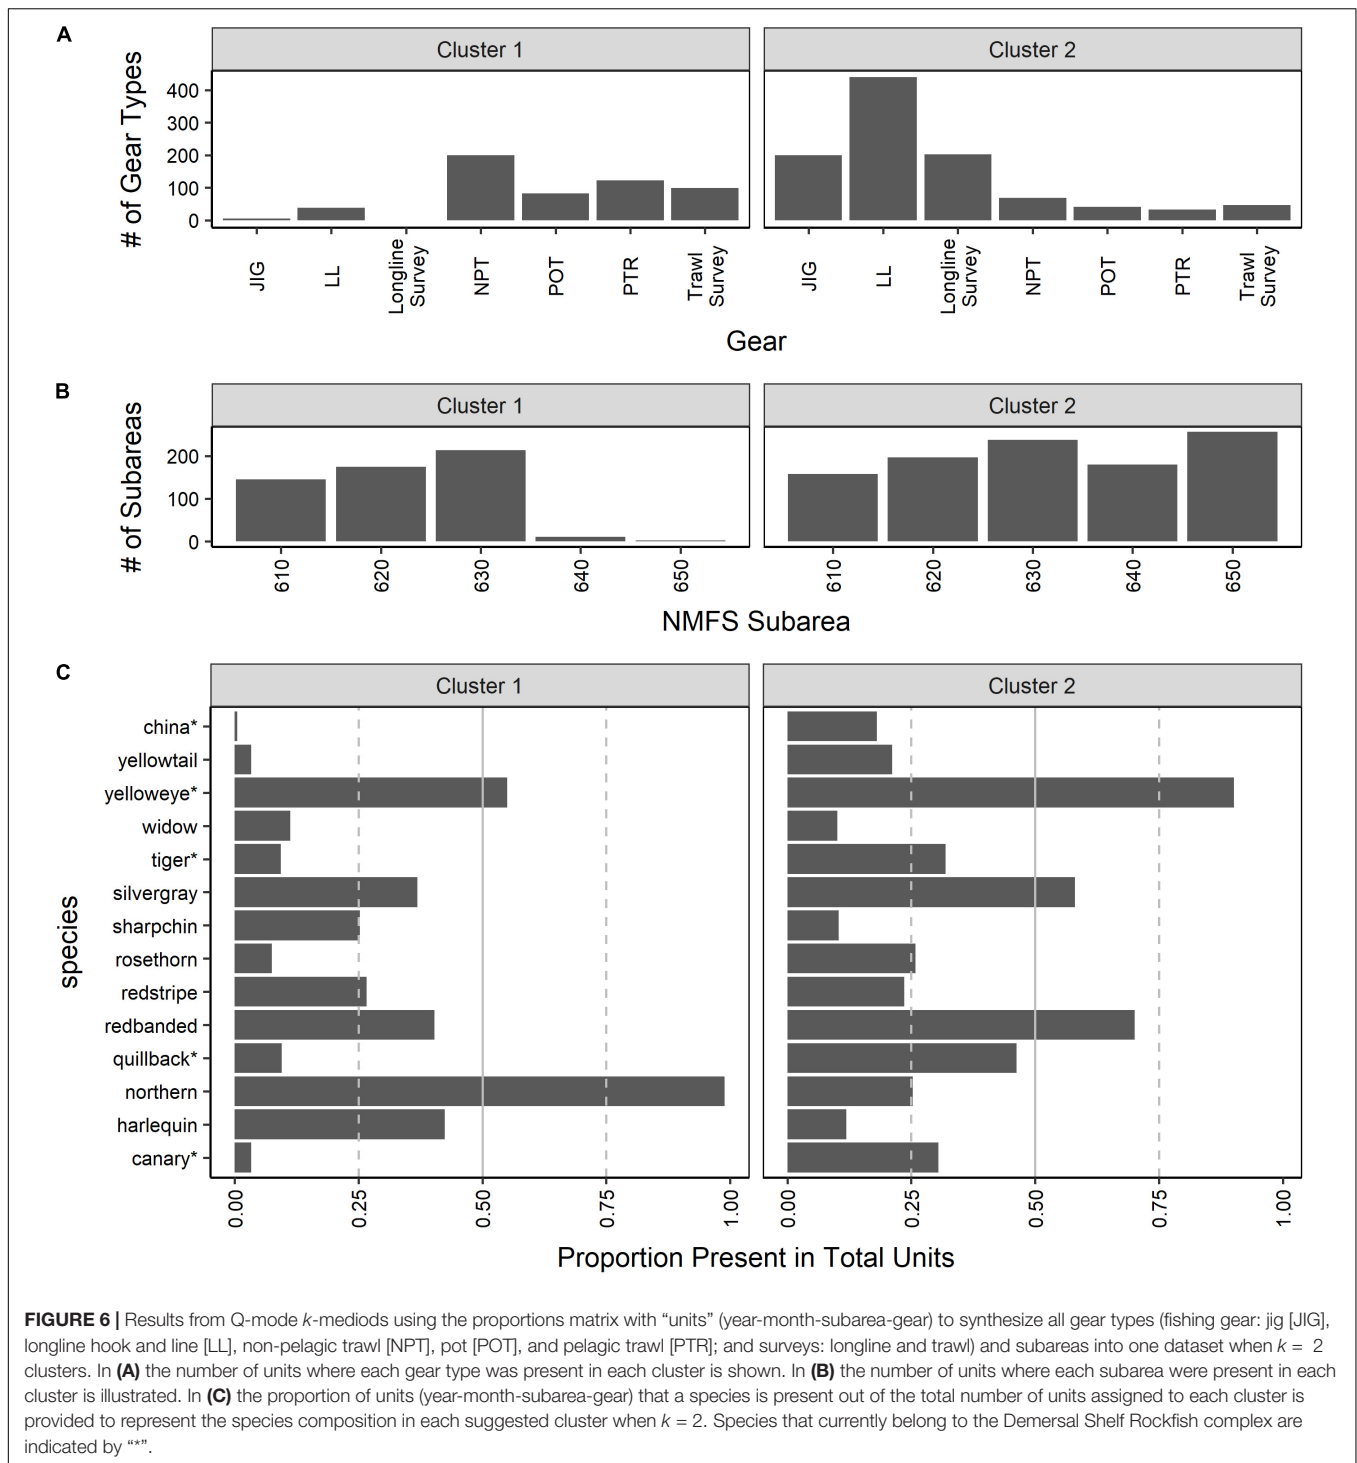 A
Cluster 1
Cluster 2
# of Gear Types
400
300
200
100
0
JIG
LL
Longline
Survey
NPT
POT
PTR
Trawl
Survey
JIG
LL
Longline
Survey
NPT
POT
PTR
Trawl
Survey
Gear
B
Cluster 1
Cluster 2
# of Subareas
200
100
0
610
620
630
640
650
610
620
630
640
650
NMFS Subarea
C
Cluster 1
Cluster 2
species
china*
yellowtail
yelloweye*
widow
tiger*
silvergray
sharpchin
rosethorn
redstripe
redbanded
quillback*
northern
harlequin
canary*
0.00
0.25
0.50
0.75
1.00
0.00
0.25
0.50
0.75
1.00
Proportion Present in Total Units
FIGURE 6 | Results from Q-mode k-mediods using the proportions matrix with “units” (year-month-subarea-gear) to synthesize all gear types (fishing gear: jig [JIG],
longline hook and line [LL], non-pelagic trawl [NPT], pot [POT], and pelagic trawl [PTR]; and surveys: longline and trawl) and subareas into one dataset when k = 2
clusters. In (A) the number of units where each gear type was present in each cluster is shown. In (B) the number of units where each subarea were present in each
cluster is illustrated. In (C) the proportion of units (year-month-subarea-gear) that a species is present out of the total number of units assigned to each cluster is
provided to represent the species composition in each suggested cluster when k = 2. Species that currently belong to the Demersal Shelf Rockfish complex are
indicated by “*”.